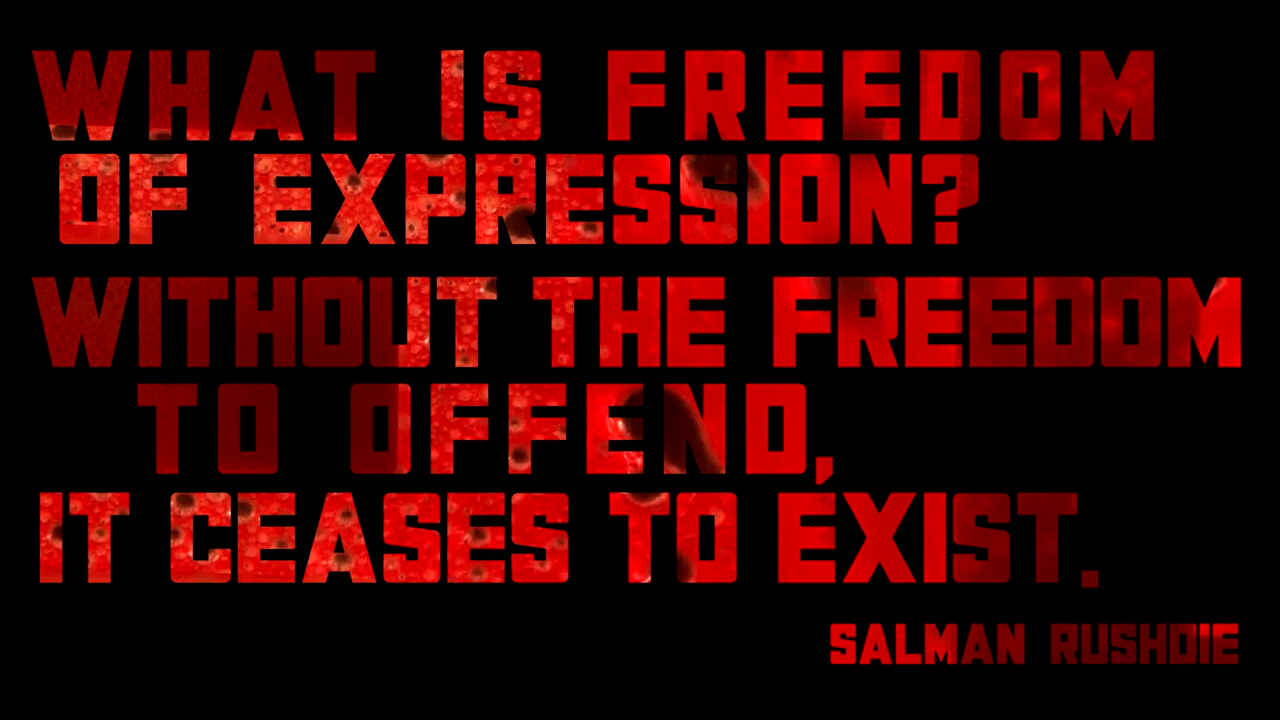 WHAT IS FREEDOM
OF EXPRESSION?
WITHOUT THE FREEDOM
TO OFFEND,
IT CEASES TO EXIST.
SALMAN RUSHDIE